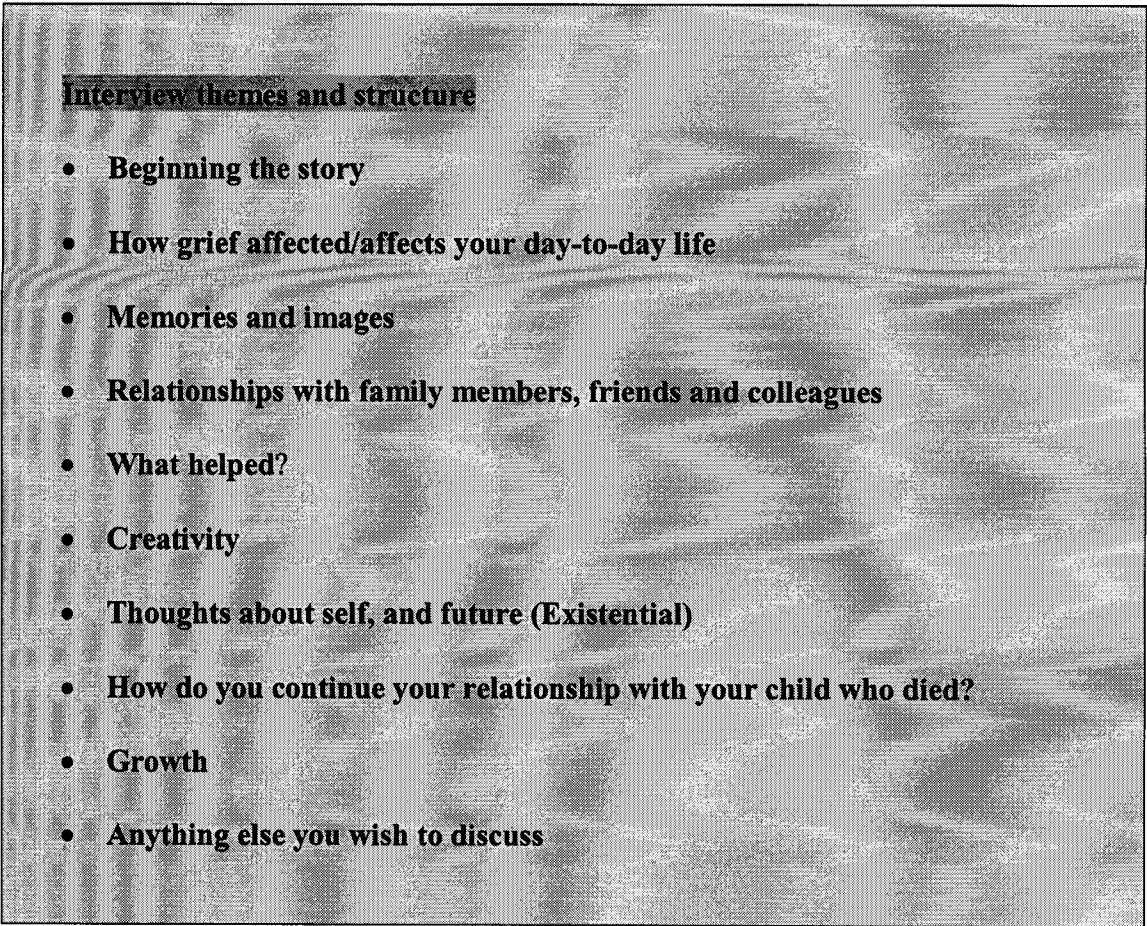 Interview themes and structure
• Beginning the story
• How grief affected/affects your day-to-day life
• Memories and images
• Relationships with family members, friends and colleagues
• What helped?
• Creativity
• Thoughts about self, and future (Existential)
• How do you continue your relationship with your child who died?
• Growth
• Anything else you wish to discuss